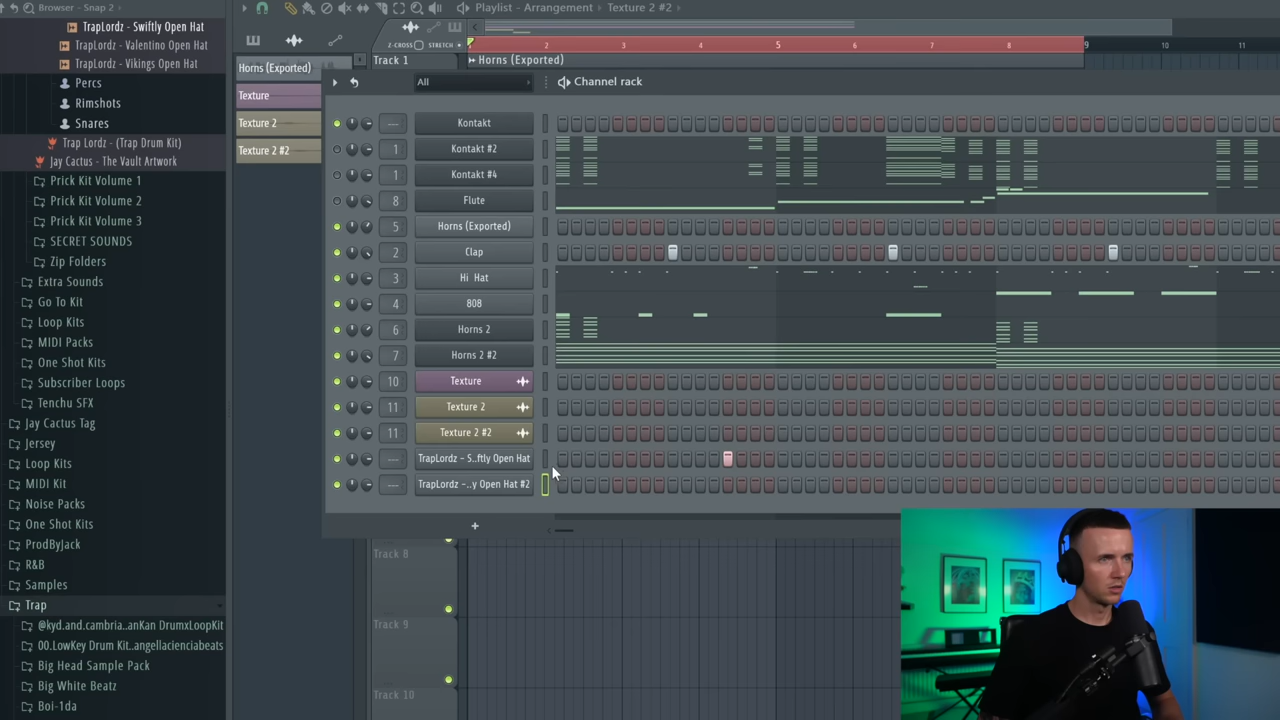 Browser - Snap 2
TrapLordz - Swiftly Open Hat
TrapLordz - Valentino Open Hat
TrapLordz - Vikings Open Hat
Percs
Rimshots
Snares
Trap Lordz - (Trap Drum Kit)
Jay Cactus - The Vault Artwork
Prick Kit Volume 1
Prick Kit Volume 2
Prick Kit Volume 3
SECRET SOUNDS
Zip Folders
Extra Sounds
Go To Kit
Loop Kits
MIDI Packs
One Shot Kits
Subscriber Loops
Tenchu SFX
Jay Cactus Tag
Jersey
Loop Kits
MIDI Kit
Noise Packs
One Shot Kits
ProdByJack
R&B
Samples
Trap
@kyd.and.cambria..anKan DrumxLoopKit
00.LowKey Drum Kit..angellacienciabeats
Big Head Sample Pack
Big White Beatz
Boi-1da
Playlist - Arrangement › Texture 2 #2 ›
Z-CROSS STRETCH
2 3 4 5 6 7 8 9 10 11
Track 1
Horns (Exported)
Horns (Exported)
Texture
Texture 2
Texture 2 #2
All
Channel rack
--- Kontakt
1 Kontakt #2
1 Kontakt #4
8 Flute
5 Horns (Exported)
2 Clap
3 Hi Hat
4 808
6 Horns 2
7 Horns 2 #2
10 Texture
11 Texture 2
11 Texture 2 #2
--- TrapLordz - S..ftly Open Hat
--- TrapLordz -..y Open Hat #2
+
Track 8
Track 9
Track 10